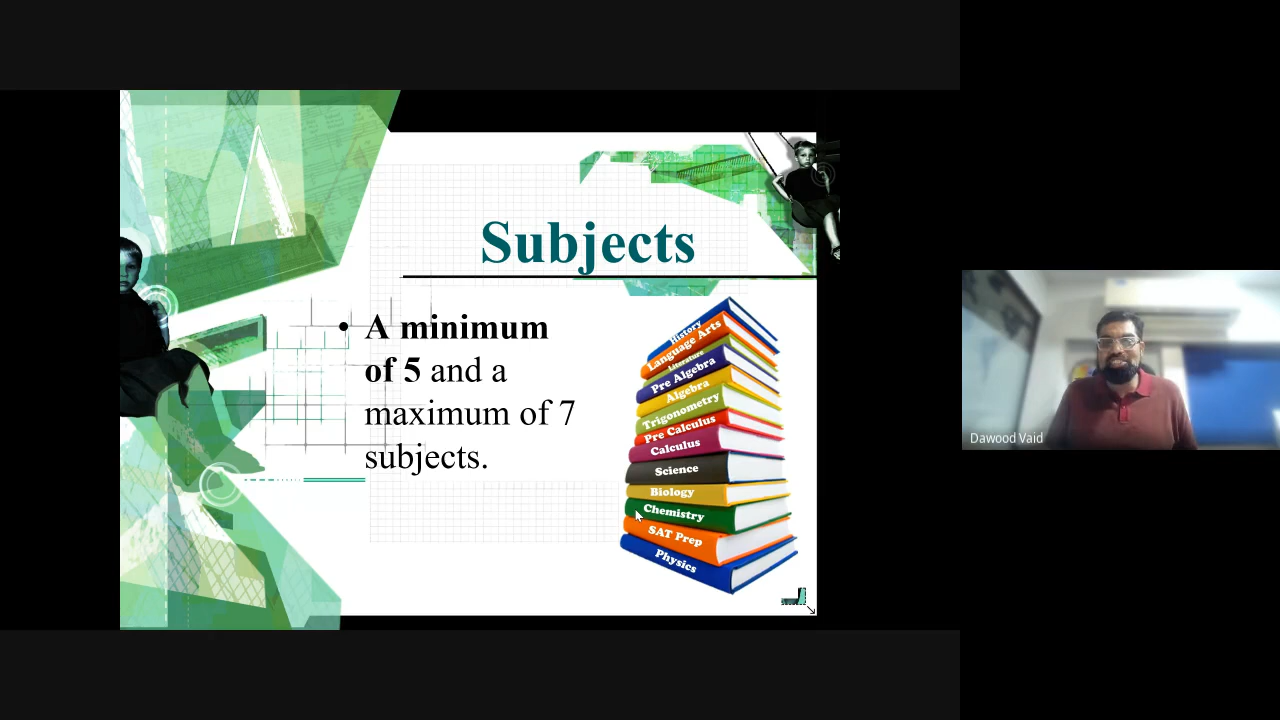 Subjects
• A minimum
of 5 and a
maximum of 7
subjects.
History
Language Arts
Literature
Pre Algebra
Algebra
Trigonometry
Pre Calculus
Calculus
Science
Biology
Chemistry
SAT Prep
Physics
Dawood Vaid